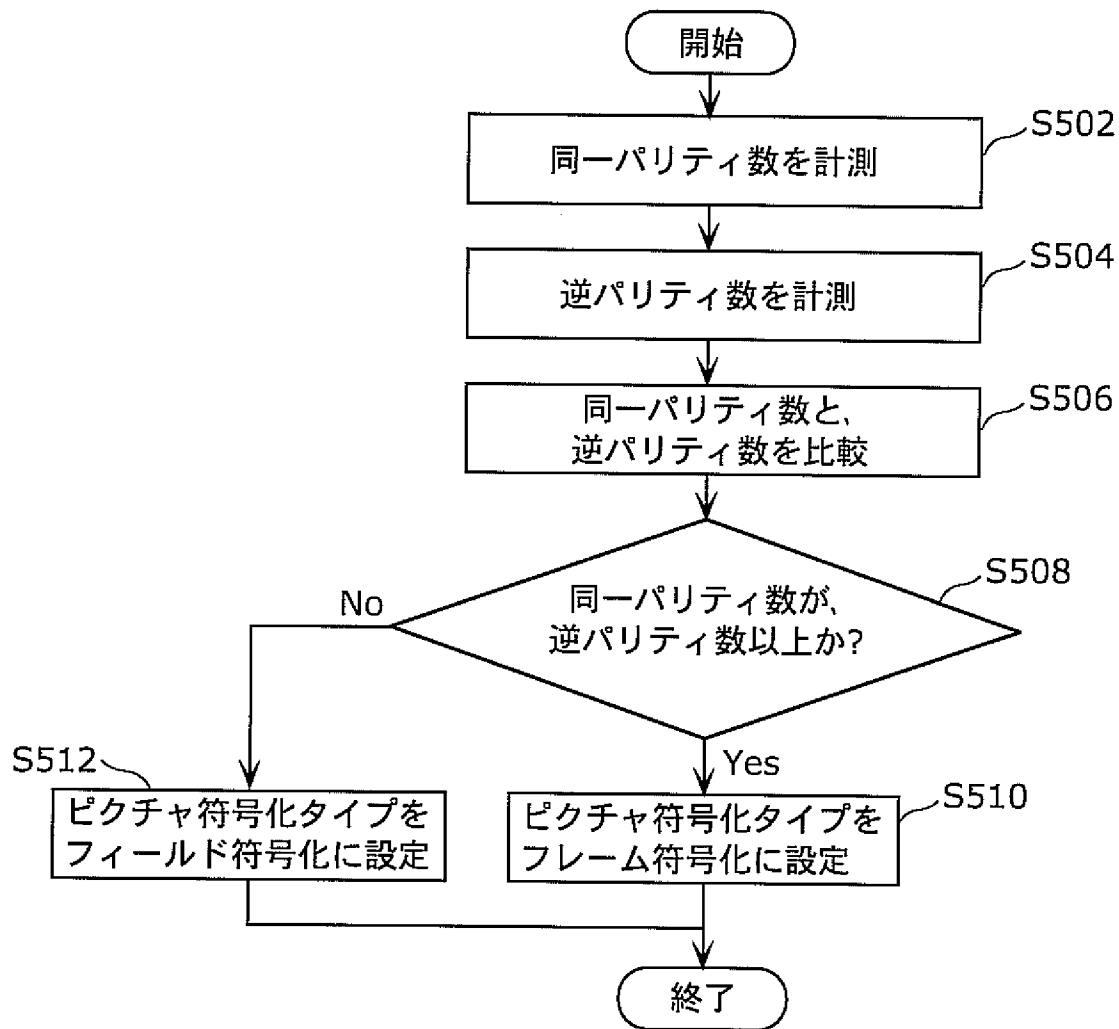 開始
S502
同一パリティ数を計測
S504
逆パリティ数を計測
S506
同一パリティ数と、
逆パリティ数を比較
S508
同一パリティ数が、
逆パリティ数以上か?
No
Yes
S512
ピクチャ符号化タイプを
フィールド符号化に設定
S510
ピクチャ符号化タイプを
フレーム符号化に設定
終了